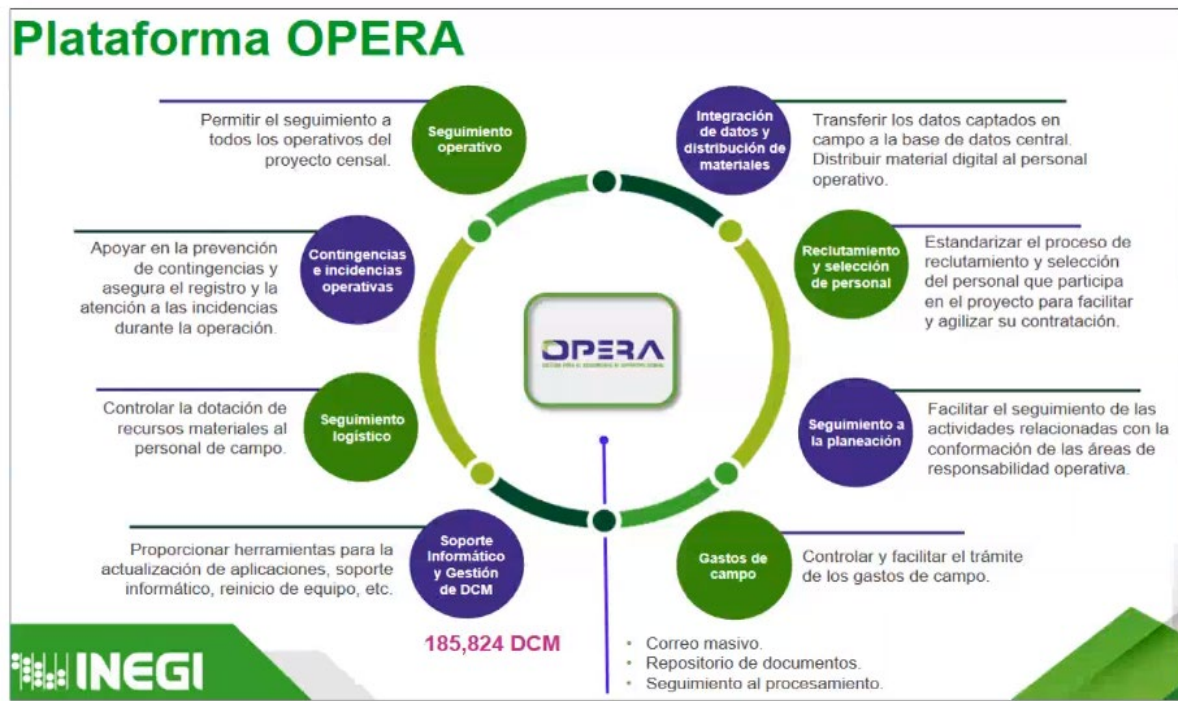 Plataforma OPERA
Permitir el seguimiento a
todos los operativos del
proyecto censal.
Seguimiento
operativo
Integración
de datos y
distribución de
materiales
Transferir los datos captados en
campo a la base de datos central.
Distribuir material digital al personal
operativo.
Apoyar en la prevención
de contingencias y
asegura el registro y la
atención a las incidencias
durante la operación.
Contingencias
e incidencias
operativas
Reclutamiento
y selección
de personal
Estandarizar el proceso de
reclutamiento y selección
del personal que participa
en el proyecto para facilitar
y agilizar su contratación.
OPERA
Controlar la dotación de
recursos materiales al
personal de campo.
Seguimiento
logístico
Seguimiento a
la planeación
Facilitar el seguimiento de las
actividades relacionadas con la
conformación de las áreas de
responsabilidad operativa.
Proporcionar herramientas para la
actualización de aplicaciones, soporte
informático, reinicio de equipo, etc.
Soporte
Informático
y Gestión
de DCM
Gastos de
campo
Controlar y facilitar el trámite
de los gastos de campo.
185,824 DCM
• Correo masivo.
• Repositorio de documentos.
• Seguimiento al procesamiento.
INEGI